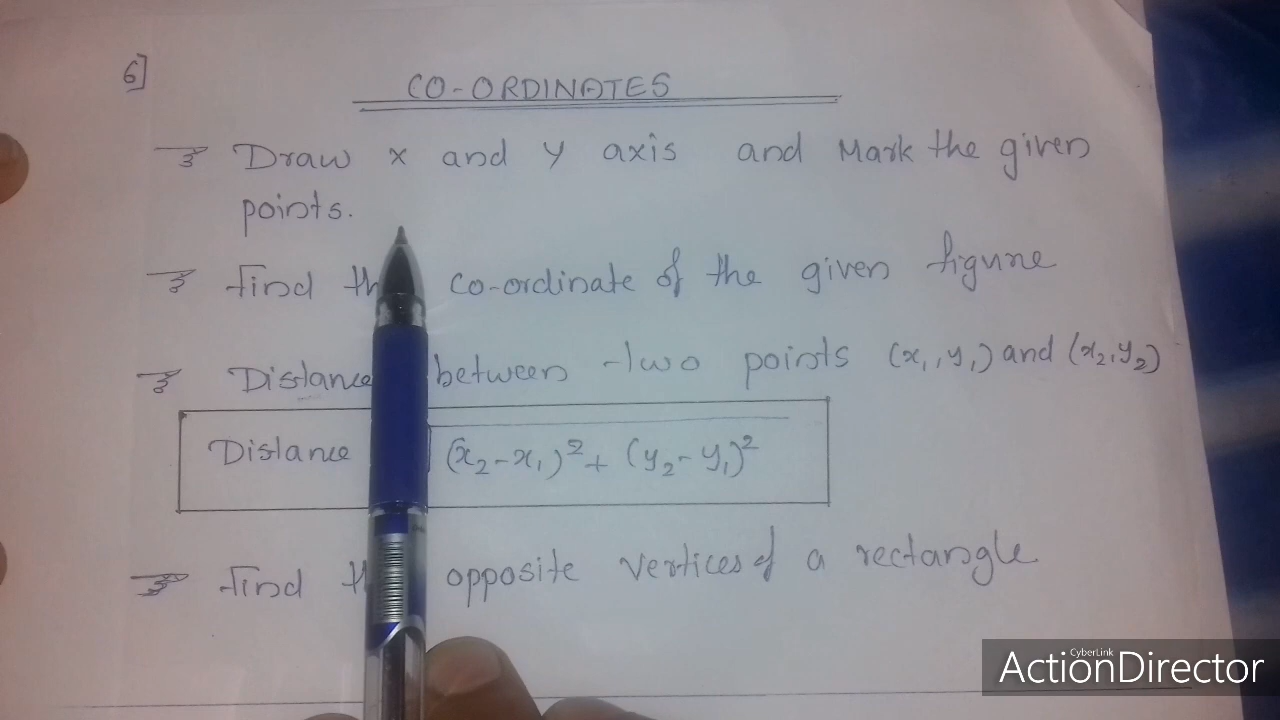 6]
CO-ORDINATES
Draw x and y axis and Mark the given
points.
Find th co-ordinate of the given figure
Distance between two points (x₁, y₁) and (x₂, y₂)
Distance (x₂-x₁)²+ (y₂-y₁)²
Find th opposite vertices of a rectangle
CyberLink
ActionDirector